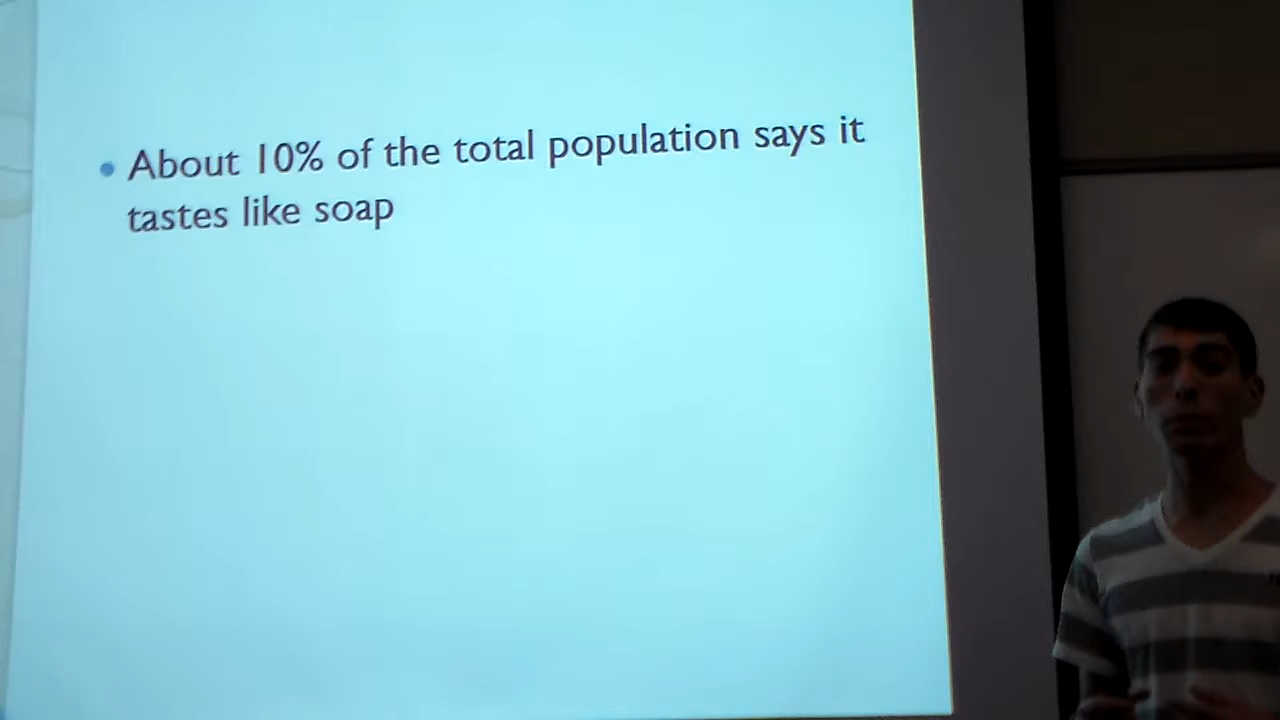 About 10% of the total population says it
tastes like soap